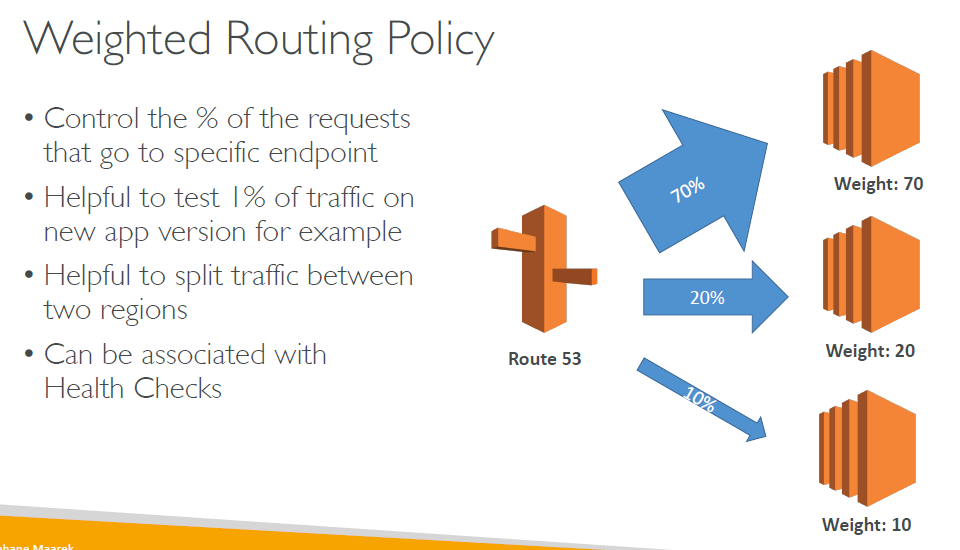 Weighted Routing Policy
• Control the % of the requests
that go to specific endpoint
• Helpful to test 1% of traffic on
new app version for example
• Helpful to split traffic between
two regions
• Can be associated with
Health Checks
70%
Weight: 70
20%
Route 53
Weight: 20
10%
Weight: 10
Maarek